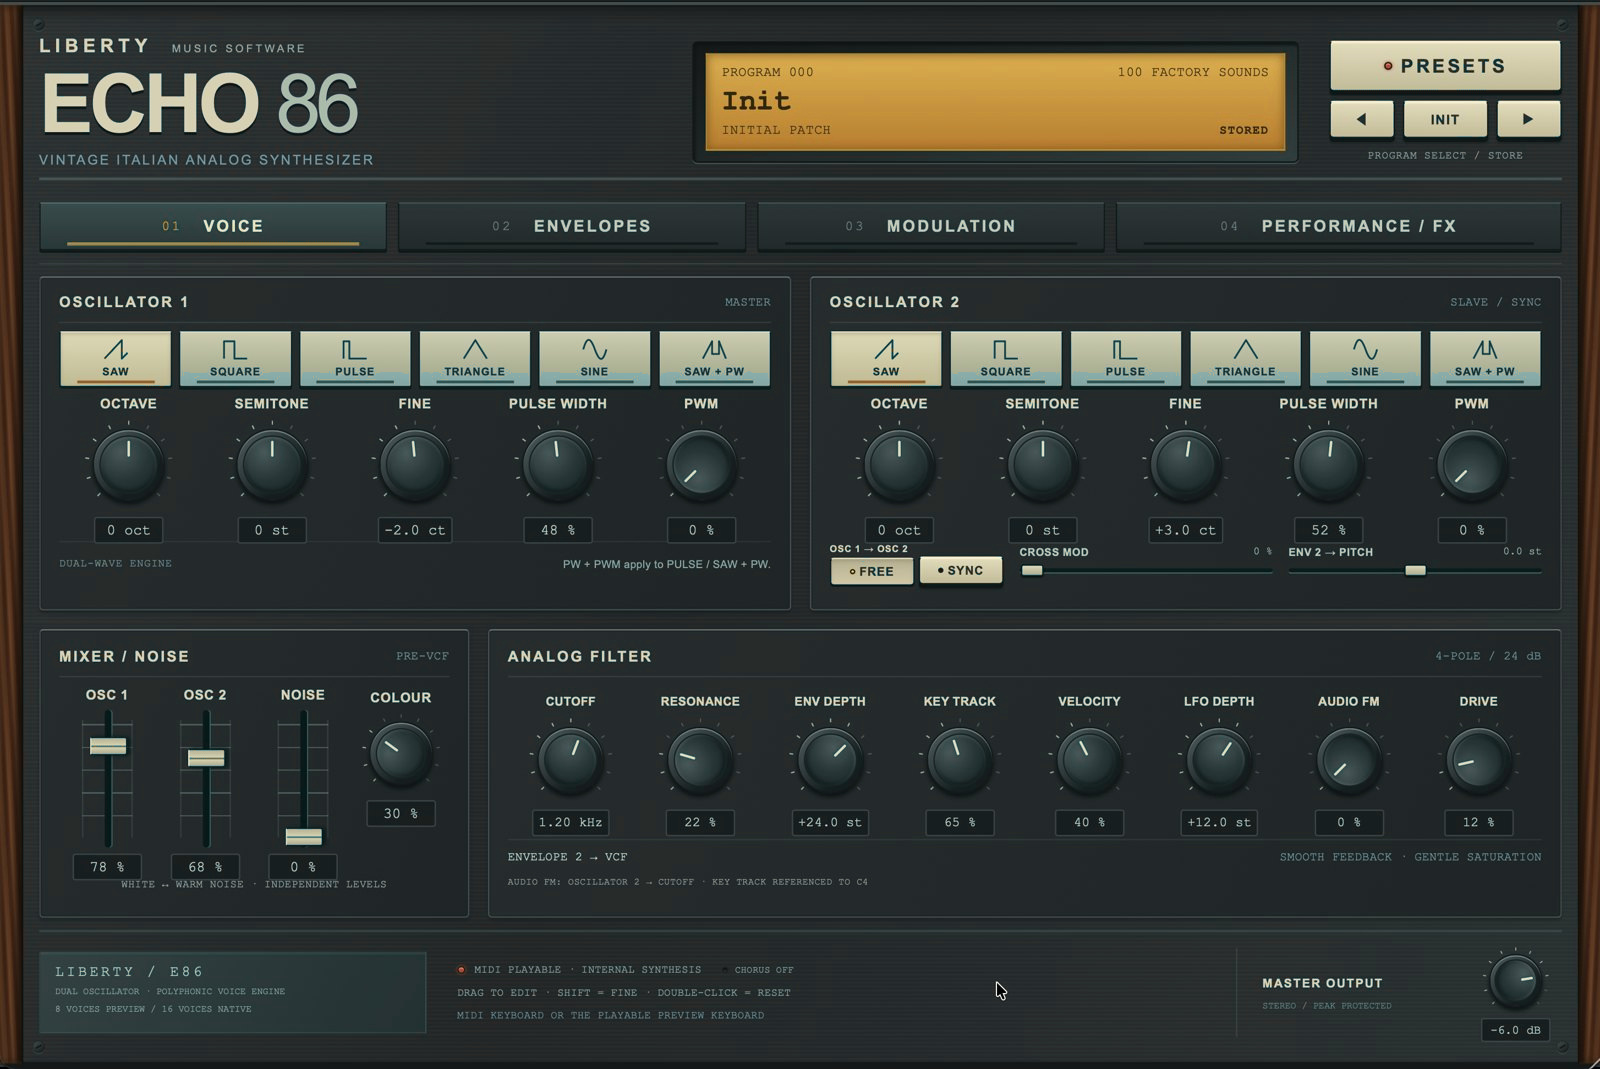 LIBERTY MUSIC SOFTWARE
ECHO 86
VINTAGE ITALIAN ANALOG SYNTHESIZER
PROGRAM 000 100 FACTORY SOUNDS
Init
INITIAL PATCH STORED
PRESETS
◀ INIT ▶
PROGRAM SELECT / STORE
01 VOICE 02 ENVELOPES 03 MODULATION 04 PERFORMANCE / FX
OSCILLATOR 1 MASTER
SAW SQUARE PULSE TRIANGLE SINE SAW + PW
OCTAVE SEMITONE FINE PULSE WIDTH PWM
0 oct 0 st -2.0 ct 48 % 0 %
DUAL-WAVE ENGINE PW + PWM apply to PULSE / SAW + PW.
OSCILLATOR 2 SLAVE / SYNC
SAW SQUARE PULSE TRIANGLE SINE SAW + PW
OCTAVE SEMITONE FINE PULSE WIDTH PWM
0 oct 0 st +3.0 ct 52 % 0 %
OSC 1 → OSC 2 CROSS MOD 0 % ENV 2 → PITCH 0.0 st
FREE SYNC
MIXER / NOISE PRE-VCF
OSC 1 OSC 2 NOISE COLOUR
30 %
78 % 68 % 0 %
WHITE ↔ WARM NOISE · INDEPENDENT LEVELS
ANALOG FILTER 4-POLE / 24 dB
CUTOFF RESONANCE ENV DEPTH KEY TRACK VELOCITY LFO DEPTH AUDIO FM DRIVE
1.20 kHz 22 % +24.0 st 65 % 40 % +12.0 st 0 % 12 %
ENVELOPE 2 → VCF SMOOTH FEEDBACK · GENTLE SATURATION
AUDIO FM: OSCILLATOR 2 → CUTOFF · KEY TRACK REFERENCED TO C4
LIBERTY / E86
DUAL OSCILLATOR · POLYPHONIC VOICE ENGINE
8 VOICES PREVIEW / 16 VOICES NATIVE
MIDI PLAYABLE · INTERNAL SYNTHESIS CHORUS OFF
DRAG TO EDIT · SHIFT = FINE · DOUBLE-CLICK = RESET
MIDI KEYBOARD OR THE PLAYABLE PREVIEW KEYBOARD
MASTER OUTPUT
STEREO / PEAK PROTECTED
-6.0 dB